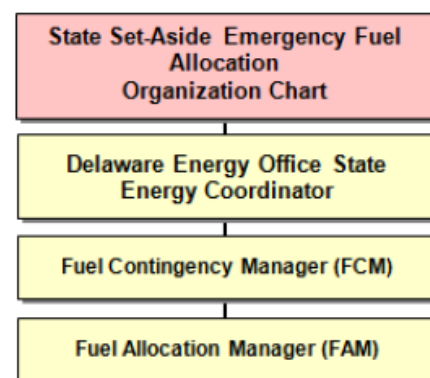 State Set-Aside Emergency Fuel
Allocation
Organization Chart
Delaware Energy Office State
Energy Coordinator
Fuel Contingency Manager (FCM)
Fuel Allocation Manager (FAM)